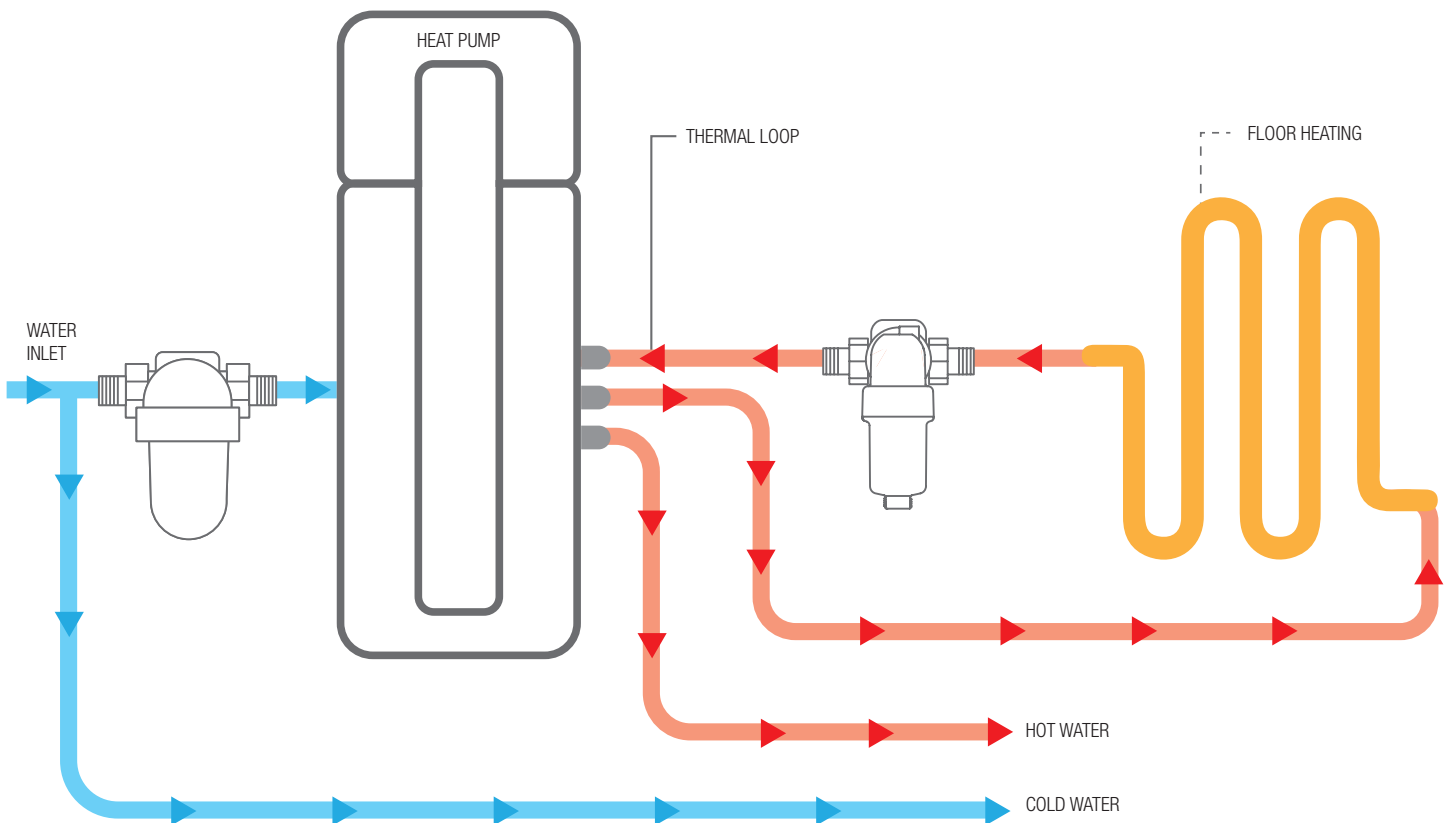 HEAT PUMP
THERMAL LOOP
FLOOR HEATING
WATER
INLET
HOT WATER
COLD WATER